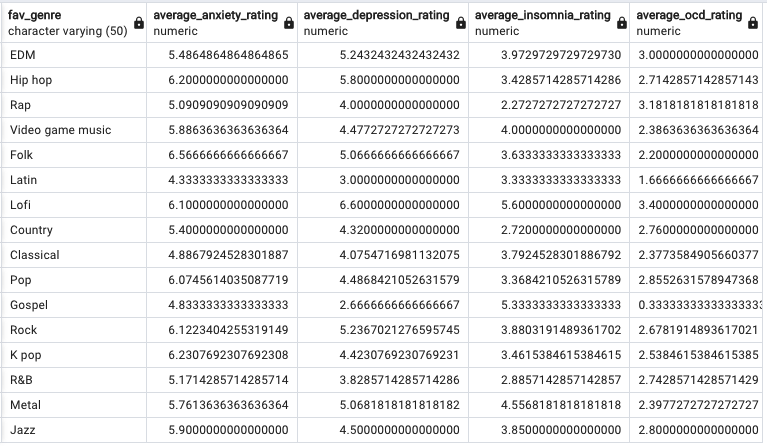 fav_genre average_anxiety_rating average_depression_rating average_insomnia_rating average_ocd_rating
character varying (50) numeric numeric numeric numeric
EDM 5.4864864864864865 5.2432432432432432 3.9729729729729730 3.0000000000000000
Hip hop 6.2000000000000000 5.8000000000000000 3.4285714285714286 2.7142857142857143
Rap 5.0909090909090909 4.0000000000000000 2.2727272727272727 3.1818181818181818
Video game music 5.8863636363636364 4.4772727272727273 4.0000000000000000 2.3863636363636364
Folk 6.5666666666666667 5.0666666666666667 3.6333333333333333 2.2000000000000000
Latin 4.3333333333333333 3.0000000000000000 3.3333333333333333 1.6666666666666667
Lofi 6.1000000000000000 6.6000000000000000 5.6000000000000000 3.4000000000000000
Country 5.4000000000000000 4.3200000000000000 2.7200000000000000 2.7600000000000000
Classical 4.8867924528301887 4.0754716981132075 3.7924528301886792 2.3773584905660377
Pop 6.0745614035087719 4.4868421052631579 3.3684210526315789 2.8552631578947368
Gospel 4.8333333333333333 2.6666666666666667 5.3333333333333333 0.33333333333333333
Rock 6.1223404255319149 5.2367021276595745 3.8803191489361702 2.6781914893617021
K pop 6.2307692307692308 4.4230769230769231 3.4615384615384615 2.5384615384615385
R&B 5.1714285714285714 3.8285714285714286 2.8857142857142857 2.7428571428571429
Metal 5.7613636363636364 5.0681818181818182 4.5568181818181818 2.3977272727272727
Jazz 5.9000000000000000 4.5000000000000000 3.8500000000000000 2.8000000000000000